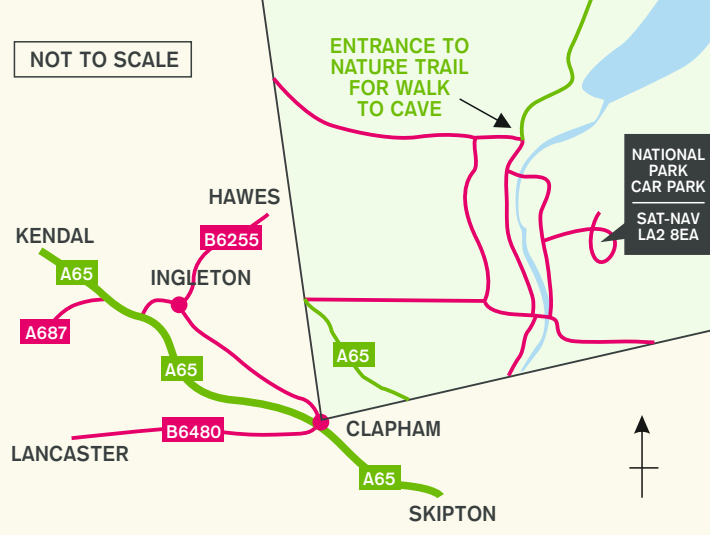 NOT TO SCALE
ENTRANCE TO
NATURE TRAIL
FOR WALK
TO CAVE
NATIONAL
PARK
CAR PARK
SAT-NAV
LA2 8EA
HAWES
B6255
KENDAL
A65
INGLETON
A687
A65
A65
B6480
CLAPHAM
LANCASTER
A65
SKIPTON